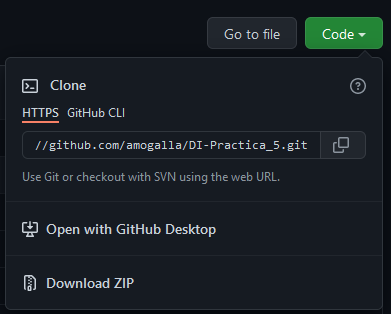 Go to file Code
Clone
HTTPS GitHub CLI
//github.com/amogalla/DI-Practica_5.git
Use Git or checkout with SVN using the web URL.
Open with GitHub Desktop
Download ZIP